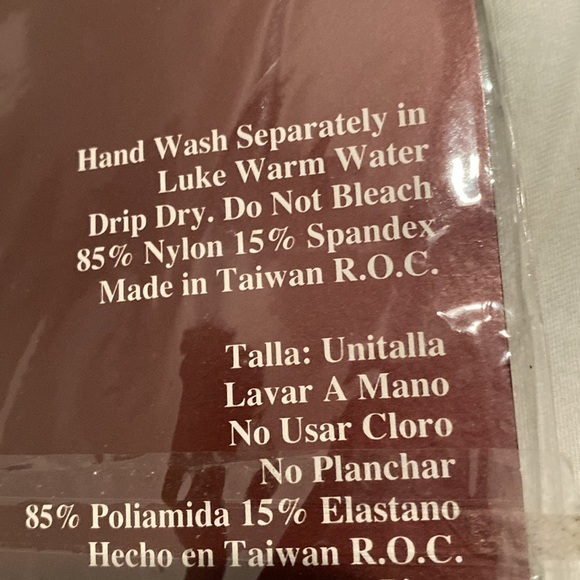 Hand Wash Separately in
Luke Warm Water
Drip Dry. Do Not Bleach
85% Nylon 15% Spandex
Made in Taiwan R.O.C.
Talla: Unitalla
Lavar A Mano
No Usar Cloro
No Planchar
85% Poliamida 15% Elastano
Hecho en Taiwan R.O.C.